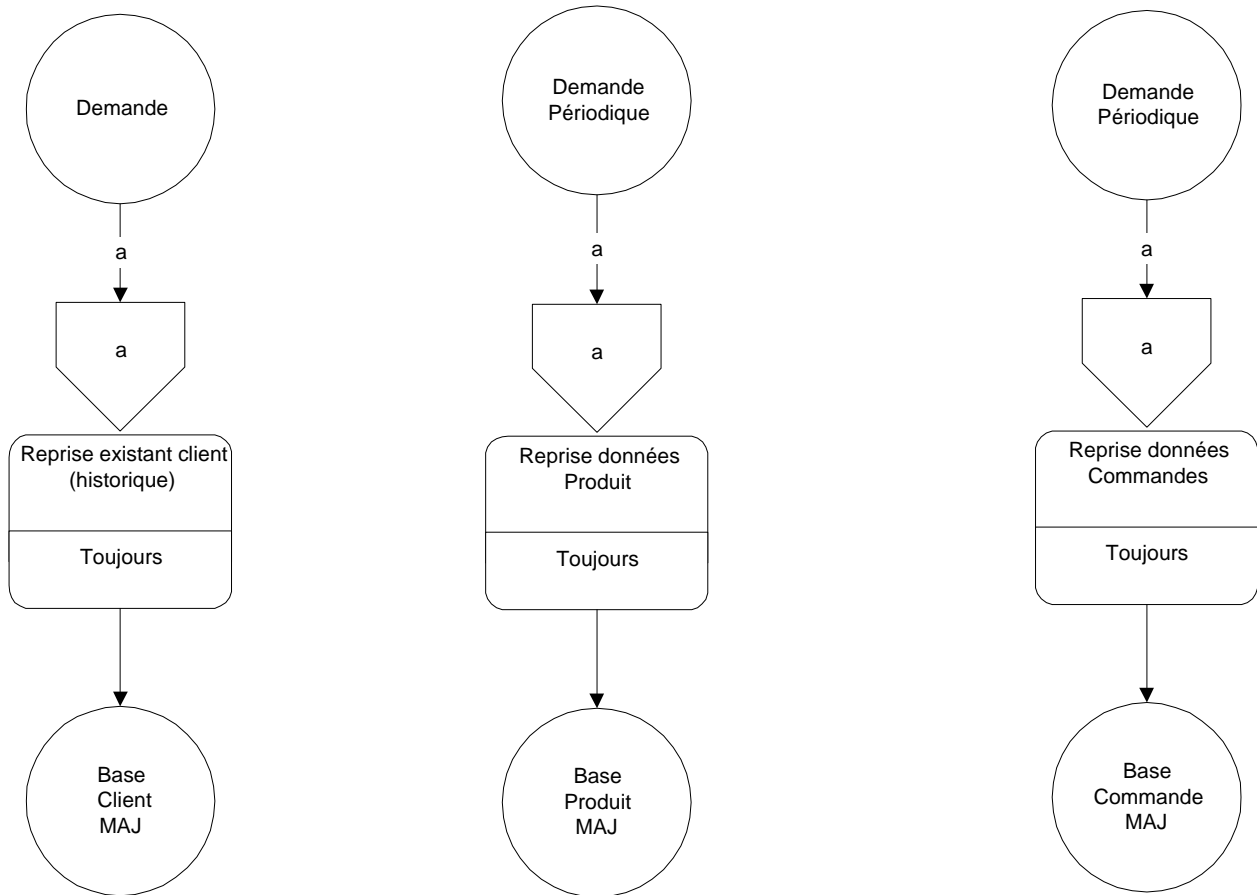 Demande
a
a
Reprise existant client
(historique)
Toujours
Base
Client
MAJ
Demande
Périodique
a
a
Reprise données
Produit
Toujours
Base
Produit
MAJ
Demande
Périodique
a
a
Reprise données
Commandes
Toujours
Base
Commande
MAJ